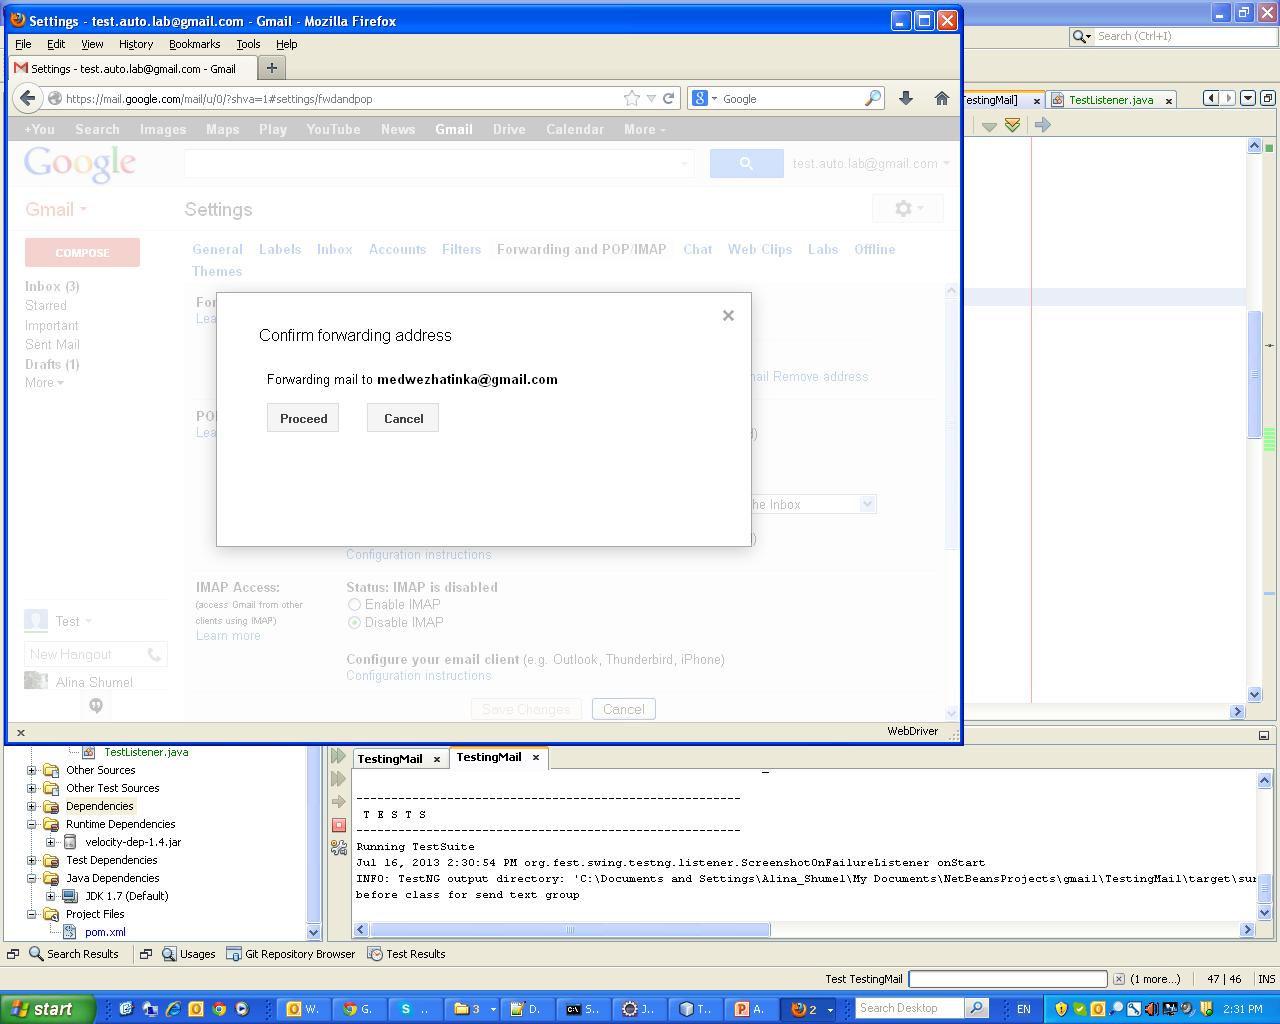 Settings - test.auto.lab@gmail.com - Gmail - Mozilla Firefox
File Edit View History Bookmarks Tools Help
Settings - test.auto.lab@gmail.com - Gmail
https://mail.google.com/mail/u/0/?shva=1#settings/fwdandpop
Google
Search (Ctrl+I)
TestingMail]
TestListener.java
+You Search Images Maps Play YouTube News Gmail Drive Calendar More
Google
test.auto.lab@gmail.com
Gmail
Settings
COMPOSE
General Labels Inbox Accounts Filters Forwarding and POP/IMAP Chat Web Clips Labs Offline
Themes
Inbox (3)
Starred
Important
Sent Mail
Drafts (1)
More
Confirm forwarding address
Forwarding mail to medwezhatinka@gmail.com
Proceed Cancel
Remove address
he Inbox
Configuration instructions
IMAP Access:
(access Gmail from other
clients using IMAP)
Learn more
Status: IMAP is disabled
Enable IMAP
Disable IMAP
Configure your email client (e.g. Outlook, Thunderbird, iPhone)
Configuration instructions
Save Changes Cancel
Test
New Hangout
Alina Shumel
WebDriver
TestListener.java
Other Sources
Other Test Sources
Dependencies
Runtime Dependencies
velocity-dep-1.4.jar
Test Dependencies
Java Dependencies
JDK 1.7 (Default)
Project Files
pom.xml
TestingMail TestingMail
-------------------------------------------------------
T E S T S
-------------------------------------------------------
Running TestSuite
Jul 16, 2013 2:30:54 PM org.fest.swing.testng.listener.ScreenshotOnFailureListener onStart
INFO: TestNG output directory: 'C:\Documents and Settings\Alina_Shumel\My Documents\NetBeansProjects\gmail\TestingMail\target\sur
before class for send text group
Search Results Usages Git Repository Browser Test Results
Test TestingMail (1 more...) 47 | 46 INS
start W.. G.. S .. 3 D.. S.. J.. T.. A.. 2 Search Desktop EN 2:31 PM